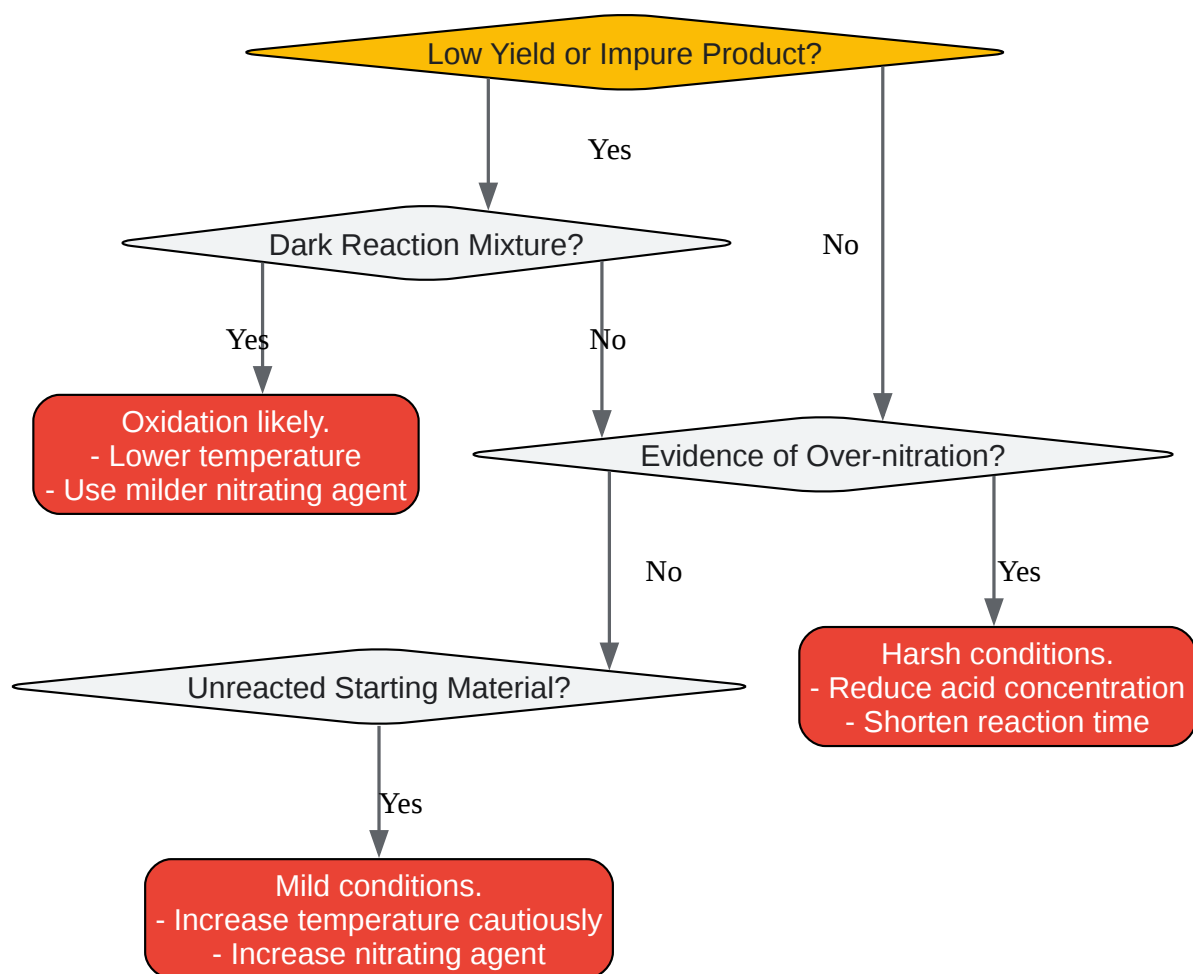 Low Yield or Impure Product?
Yes
Dark Reaction Mixture?
No
Yes
No
Oxidation likely.
- Lower temperature
- Use milder nitrating agent
Evidence of Over-nitration?
No
Yes
Harsh conditions.
- Reduce acid concentration
- Shorten reaction time
Unreacted Starting Material?
Yes
Mild conditions.
- Increase temperature cautiously
- Increase nitrating agent